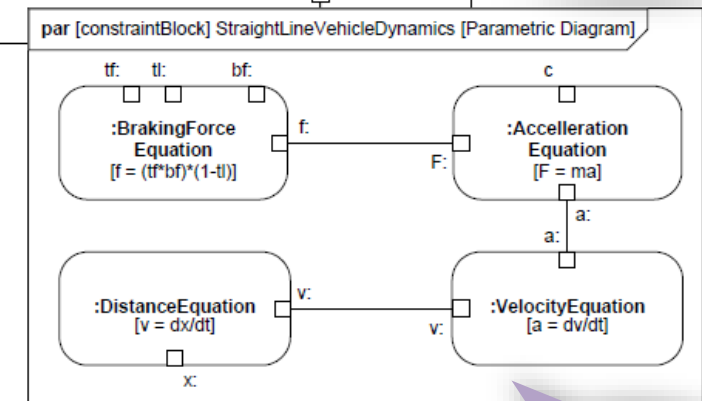 par [constraintBlock] StraightLineVehicleDynamics [Parametric Diagram]
tf: tl: bf: c
:BrakingForce
Equation
[f = (tf*bf)*(1-tl)]
f:
F:
:Accelleration
Equation
[F = ma]
a:
a:
:DistanceEquation
[v = dx/dt]
v:
v:
:VelocityEquation
[a = dv/dt]
x: